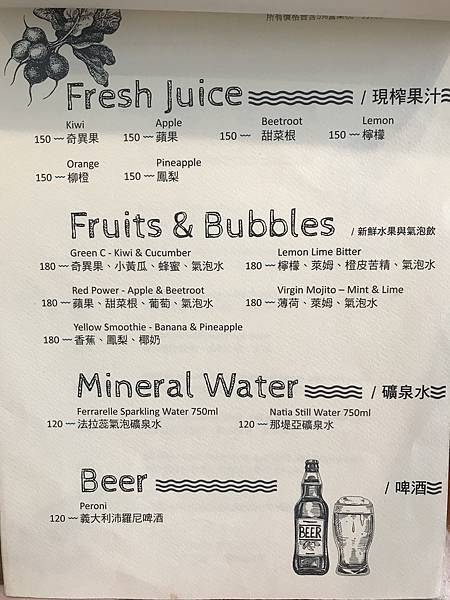 Fresh Juice / 現榨果汁
Kiwi Apple Beetroot Lemon
150 奇異果 150 蘋果 150 甜菜根 150 檸檬
Orange Pineapple
150 柳橙 150 鳳梨
Fruits & Bubbles / 新鮮水果與氣泡飲
Green C - Kiwi & Cucumber Lemon Lime Bitter
180 奇異果、小黃瓜、蜂蜜、氣泡水 180 檸檬、萊姆、橙皮苦精、氣泡水
Red Power - Apple & Beetroot Virgin Mojito – Mint & Lime
180 蘋果、甜菜根、葡萄、氣泡水 180 薄荷、萊姆、氣泡水
Yellow Smoothie - Banana & Pineapple
180 香蕉、鳳梨、椰奶
Mineral Water / 礦泉水
Ferrarelle Sparkling Water 750ml Natia Still Water 750ml
120 法拉蕊氣泡礦泉水 120 那堤亞礦泉水
Beer / 啤酒
Peroni
120 義大利沛羅尼啤酒
BEER